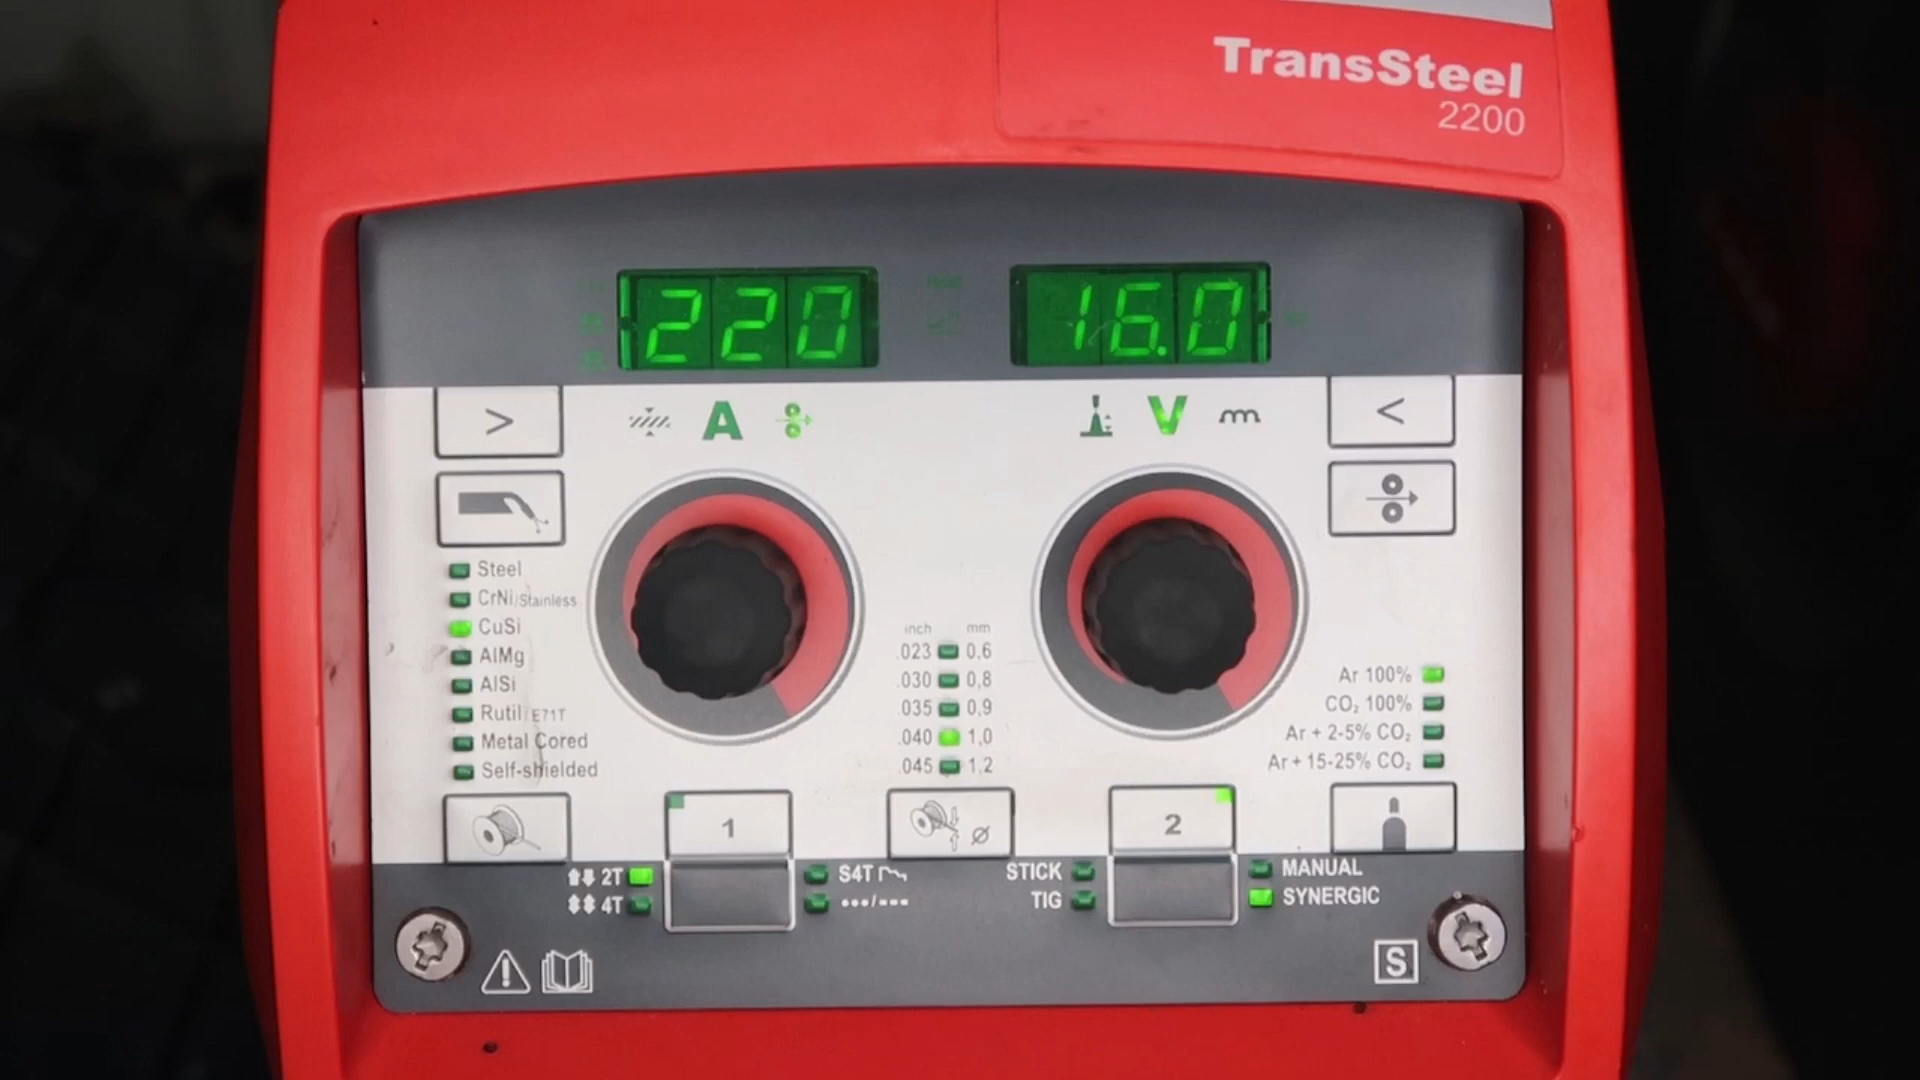 TransSteel
2200
220
16.0
>
A
V
<
Steel
CrNi/Stainless
CuSi
AlMg
AlSi
Rutil/E71T
Metal Cored
Self-shielded
inch mm
.023 0,6
.030 0,8
.035 0,9
.040 1,0
.045 1,2
Ar 100%
CO₂ 100%
Ar + 2-5% CO₂
Ar + 15-25% CO₂
1
Ø
2
2T
4T
S4T
•••/---
STICK
TIG
MANUAL
SYNERGIC
S